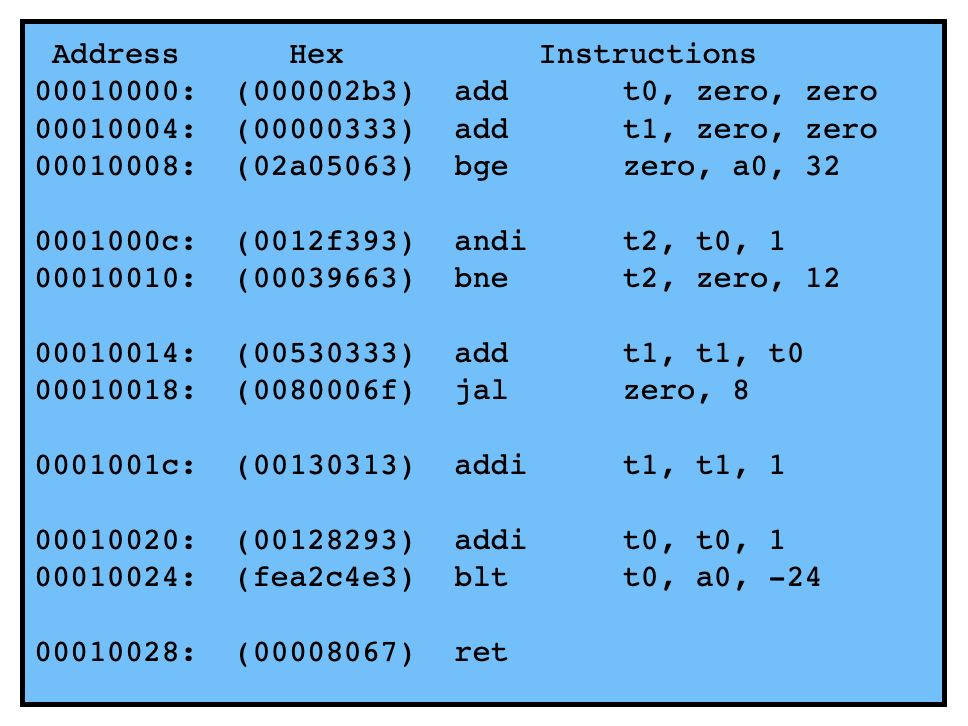 Address Hex Instructions
00010000: (000002b3) add t0, zero, zero
00010004: (00000333) add t1, zero, zero
00010008: (02a05063) bge zero, a0, 32
0001000c: (0012f393) andi t2, t0, 1
00010010: (00039663) bne t2, zero, 12
00010014: (00530333) add t1, t1, t0
00010018: (0080006f) jal zero, 8
0001001c: (00130313) addi t1, t1, 1
00010020: (00128293) addi t0, t0, 1
00010024: (fea2c4e3) blt t0, a0, -24
00010028: (00008067) ret